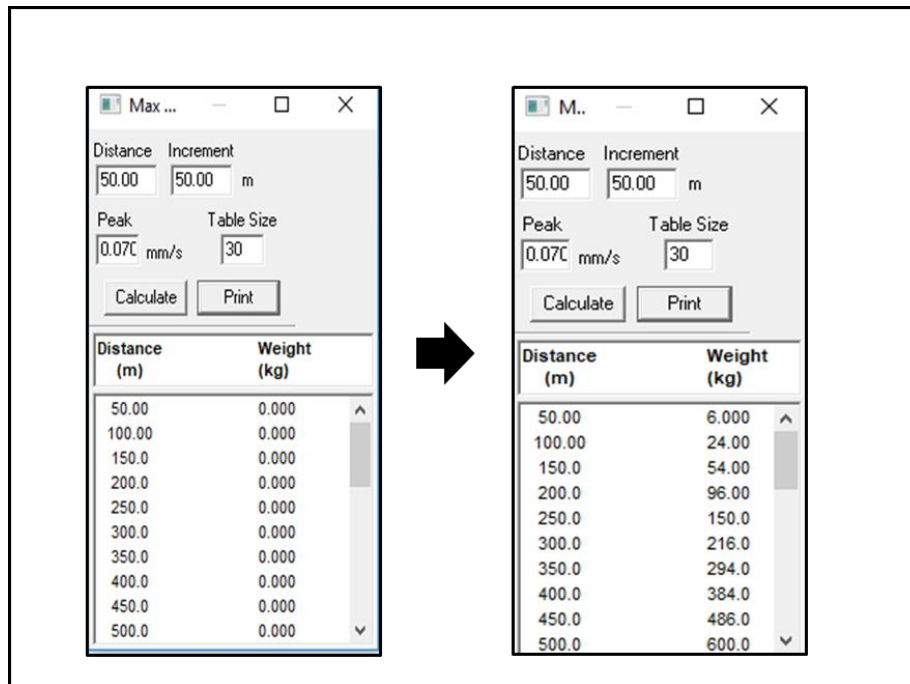 Max ...
Distance Increment
50.00 50.00 m
Peak Table Size
0.070 mm/s 30
Calculate Print
Distance Weight
(m) (kg)
50.00 0.000
100.00 0.000
150.0 0.000
200.0 0.000
250.0 0.000
300.0 0.000
350.0 0.000
400.0 0.000
450.0 0.000
500.0 0.000
M..
Distance Increment
50.00 50.00 m
Peak Table Size
0.070 mm/s 30
Calculate Print
Distance Weight
(m) (kg)
50.00 6.000
100.00 24.00
150.0 54.00
200.0 96.00
250.0 150.0
300.0 216.0
350.0 294.0
400.0 384.0
450.0 486.0
500.0 600.0